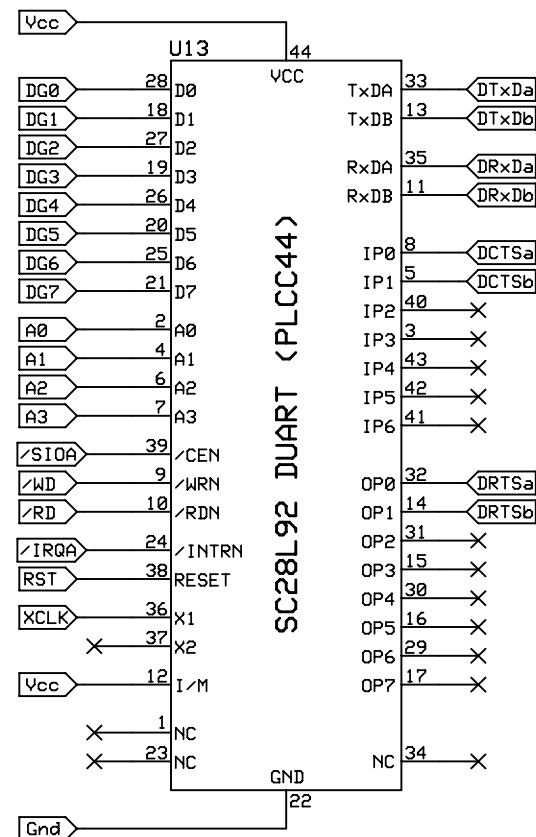 Vcc
U13
44
VCC
DG0 28 D0 TxDA 33 DTxDa
DG1 18 D1 TxDB 13 DTxDb
DG2 27 D2
DG3 19 D3 RxDA 35 DRxDa
DG4 26 D4 RxDB 11 DRxDb
DG5 20 D5
DG6 25 D6 IP0 8 DCTSa
DG7 21 D7 IP1 5 DCTSb
IP2 40
A0 2 A0 IP3 3
A1 4 A1 IP4 43
A2 6 A2 IP5 42
A3 7 A3 IP6 41
/SIOA 39 /CEN
/WD 9 /WRN OP0 32 DRTSa
/RD 10 /RDN OP1 14 DRTSb
OP2 31
/IRQA 24 /INTRN OP3 15
RST 38 RESET OP4 30
XCLK 36 X1 OP5 16
37 X2 OP6 29
Vcc 12 I/M OP7 17
1 NC
23 NC NC 34
SC28L92 DUART (PLCC44)
GND
22
Gnd